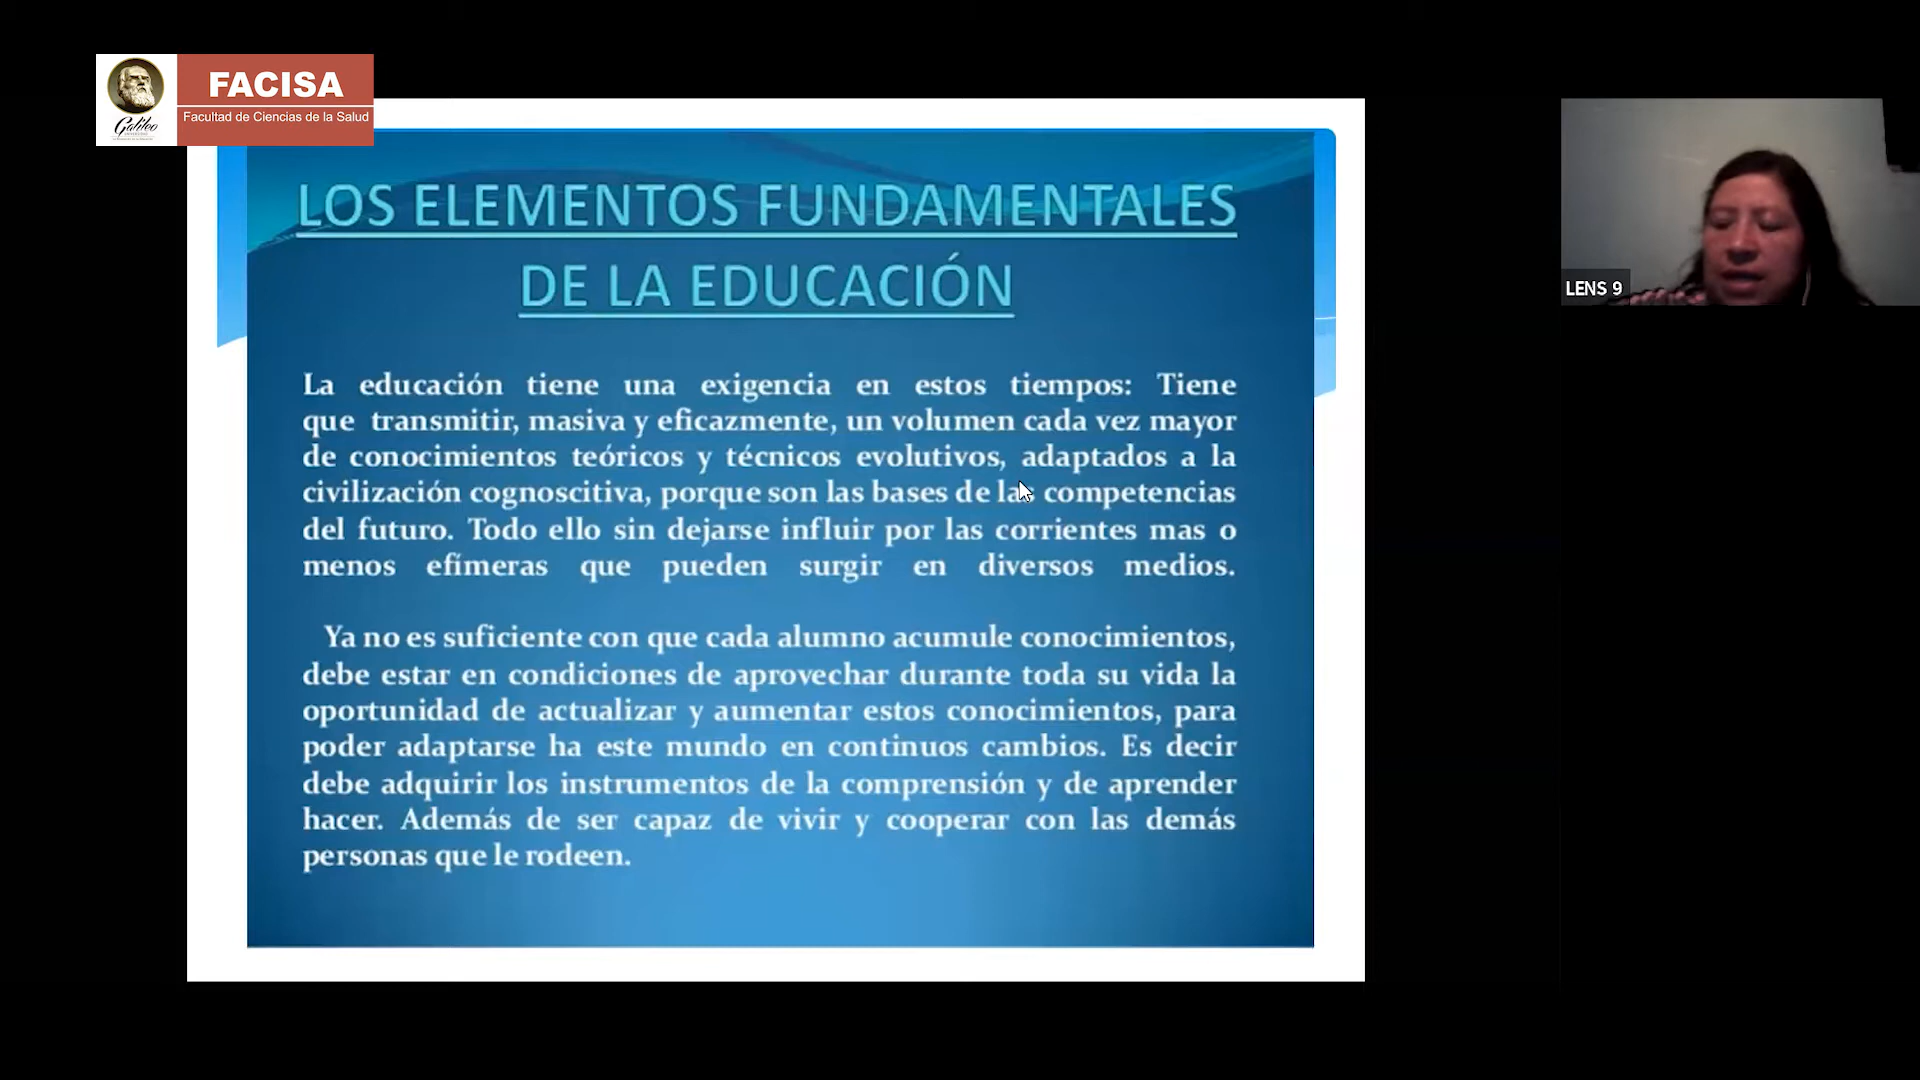 Galileo
FACISA
Facultad de Ciencias de la Salud
LOS ELEMENTOS FUNDAMENTALES
DE LA EDUCACIÓN
La educación tiene una exigencia en estos tiempos: Tiene
que transmitir, masiva y eficazmente, un volumen cada vez mayor
de conocimientos teóricos y técnicos evolutivos, adaptados a la
civilización cognoscitiva, porque son las bases de las competencias
del futuro. Todo ello sin dejarse influir por las corrientes mas o
menos efímeras que pueden surgir en diversos medios.
Ya no es suficiente con que cada alumno acumule conocimientos,
debe estar en condiciones de aprovechar durante toda su vida la
oportunidad de actualizar y aumentar estos conocimientos, para
poder adaptarse ha este mundo en continuos cambios. Es decir
debe adquirir los instrumentos de la comprensión y de aprender
hacer. Además de ser capaz de vivir y cooperar con las demás
personas que le rodeen.
LENS 9